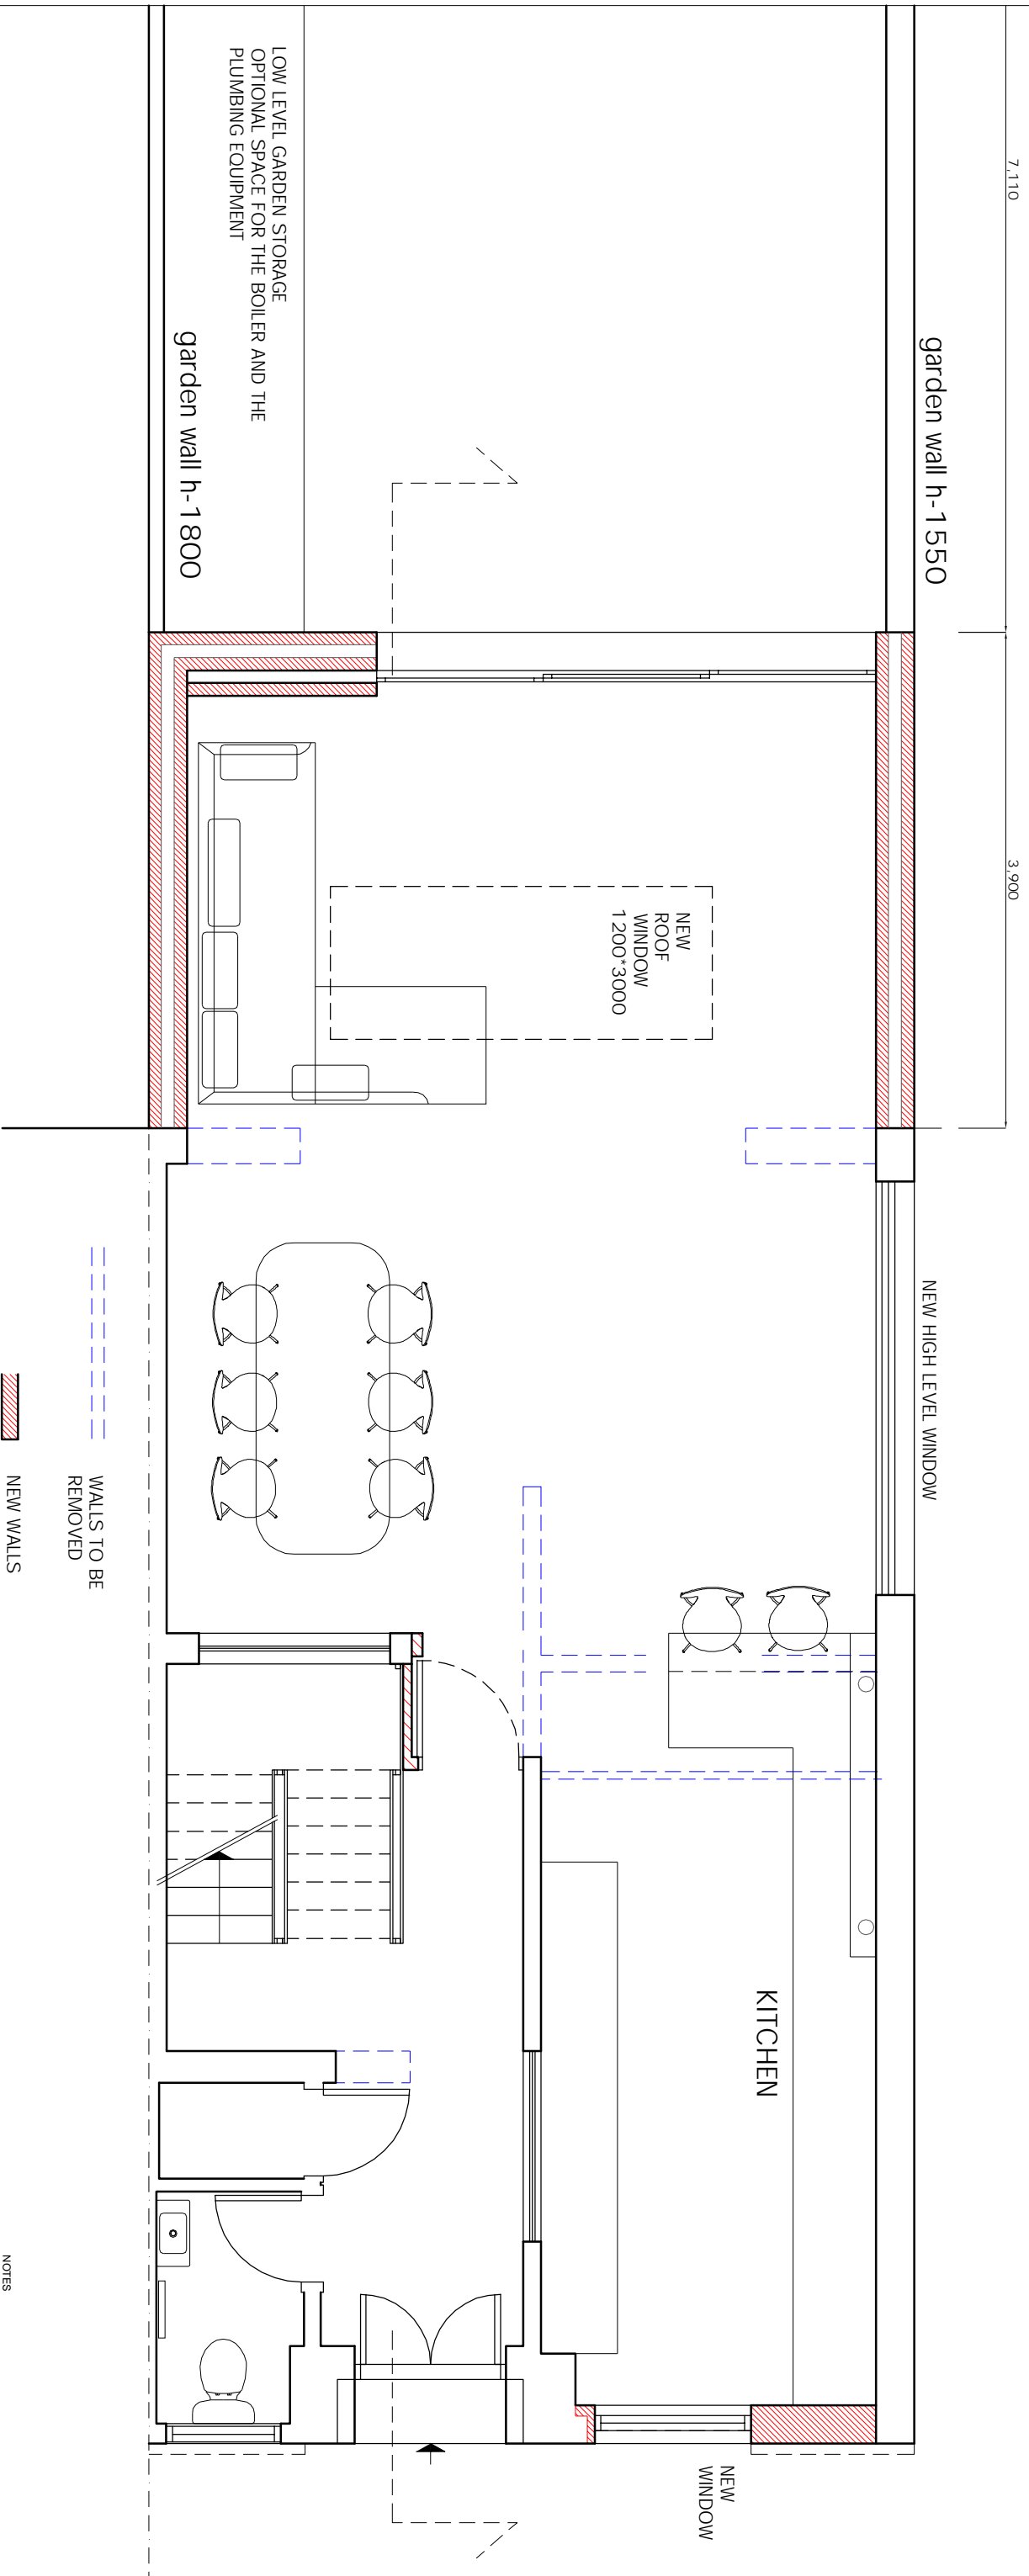 7,110
garden wall h-1550
LOW LEVEL GARDEN STORAGE
OPTIONAL SPACE FOR THE BOILER AND THE
PLUMBING EQUIPMENT
garden wall h-1800
3,900
NEW
ROOF
WINDOW
1200*3000
NEW HIGH LEVEL WINDOW
WALLS TO BE
REMOVED
NEW WALLS
KITCHEN
NEW
WINDOW
NOTES